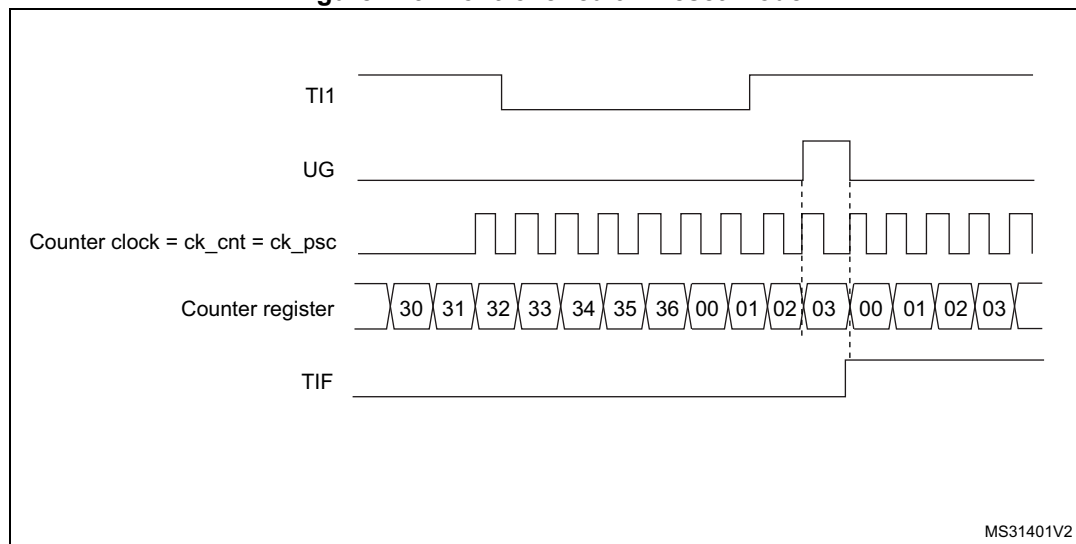 TI1
UG
Counter clock = ck_cnt = ck_psc
Counter register 30 31 32 33 34 35 36 00 01 02 03 00 01 02 03
TIF
MS31401V2